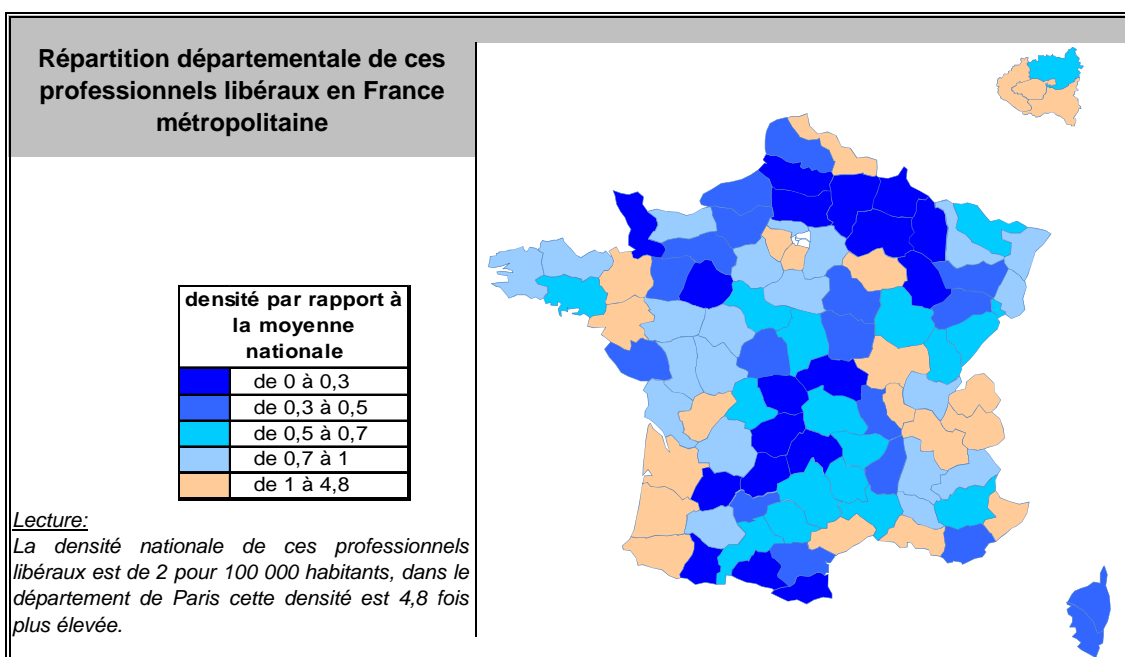 Répartition départementale de ces
professionnels libéraux en France
métropolitaine
densité par rapport à
la moyenne
nationale
de 0 à 0,3
de 0,3 à 0,5
de 0,5 à 0,7
de 0,7 à 1
de 1 à 4,8
Lecture:
La densité nationale de ces professionnels
libéraux est de 2 pour 100 000 habitants, dans le
département de Paris cette densité est 4,8 fois
plus élevée.